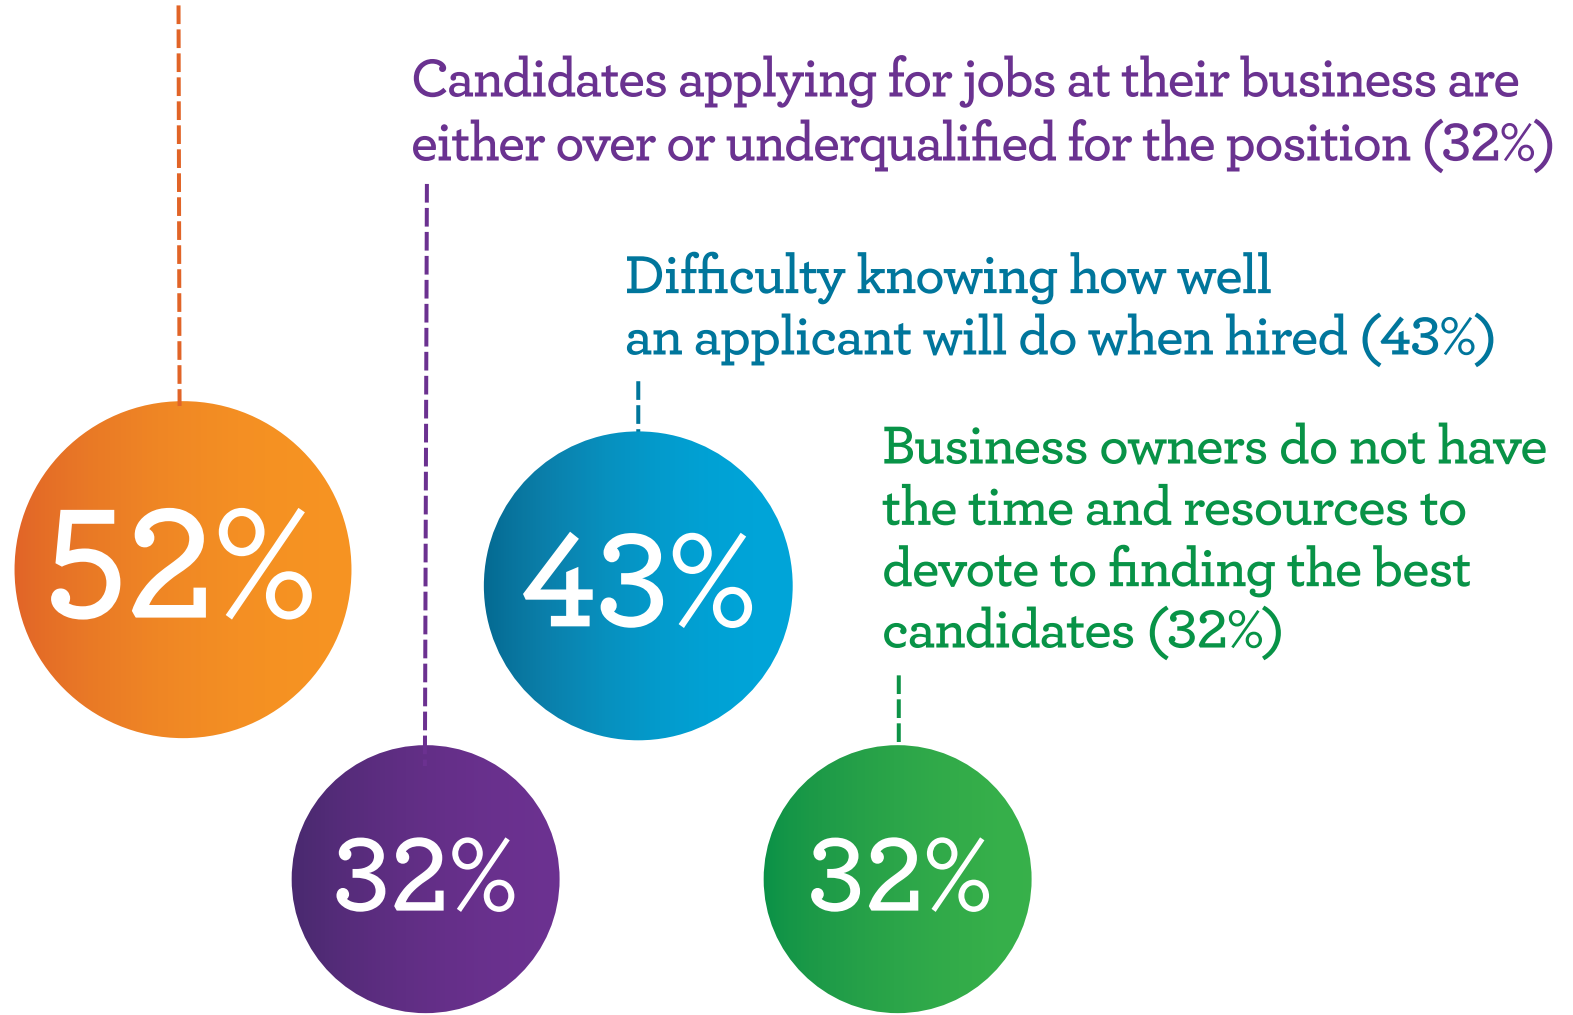 Candidates applying for jobs at their business are
either over or underqualified for the position (32%)
Difficulty knowing how well
an applicant will do when hired (43%)
Business owners do not have
the time and resources to
devote to finding the best
candidates (32%)
52%
43%
32%
32%